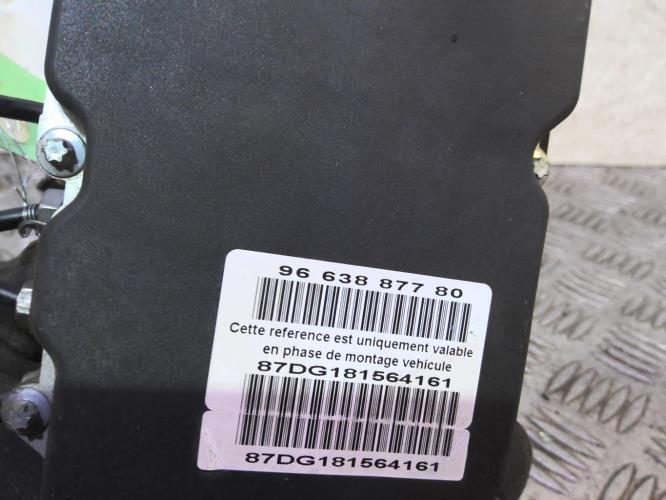 96 638 877 80
Cette reference est uniquement valable
en phase de montage vehicule
87DG181564161
87DG181564161